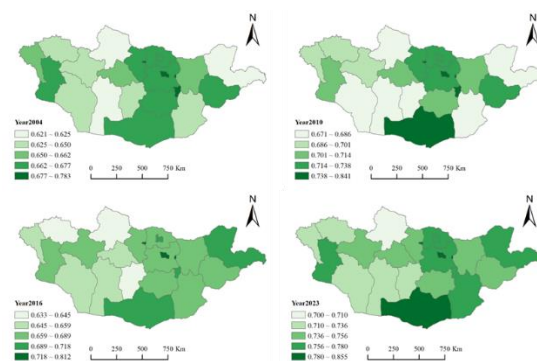 N
Year2004
0.621 – 0.625
0.625 – 0.650
0.650 – 0.662
0.662 – 0.677
0.677 – 0.783
0 250 500 750 Km
N
Year2010
0.671 – 0.686
0.686 – 0.701
0.701 – 0.714
0.714 – 0.738
0.738 – 0.841
0 250 500 750 Km
N
Year2016
0.633 – 0.645
0.645 – 0.659
0.659 – 0.689
0.689 – 0.718
0.718 – 0.812
0 250 500 750 Km
N
Year2023
0.700 – 0.710
0.710 – 0.736
0.736 – 0.756
0.756 – 0.780
0.780 – 0.855
0 250 500 750 Km